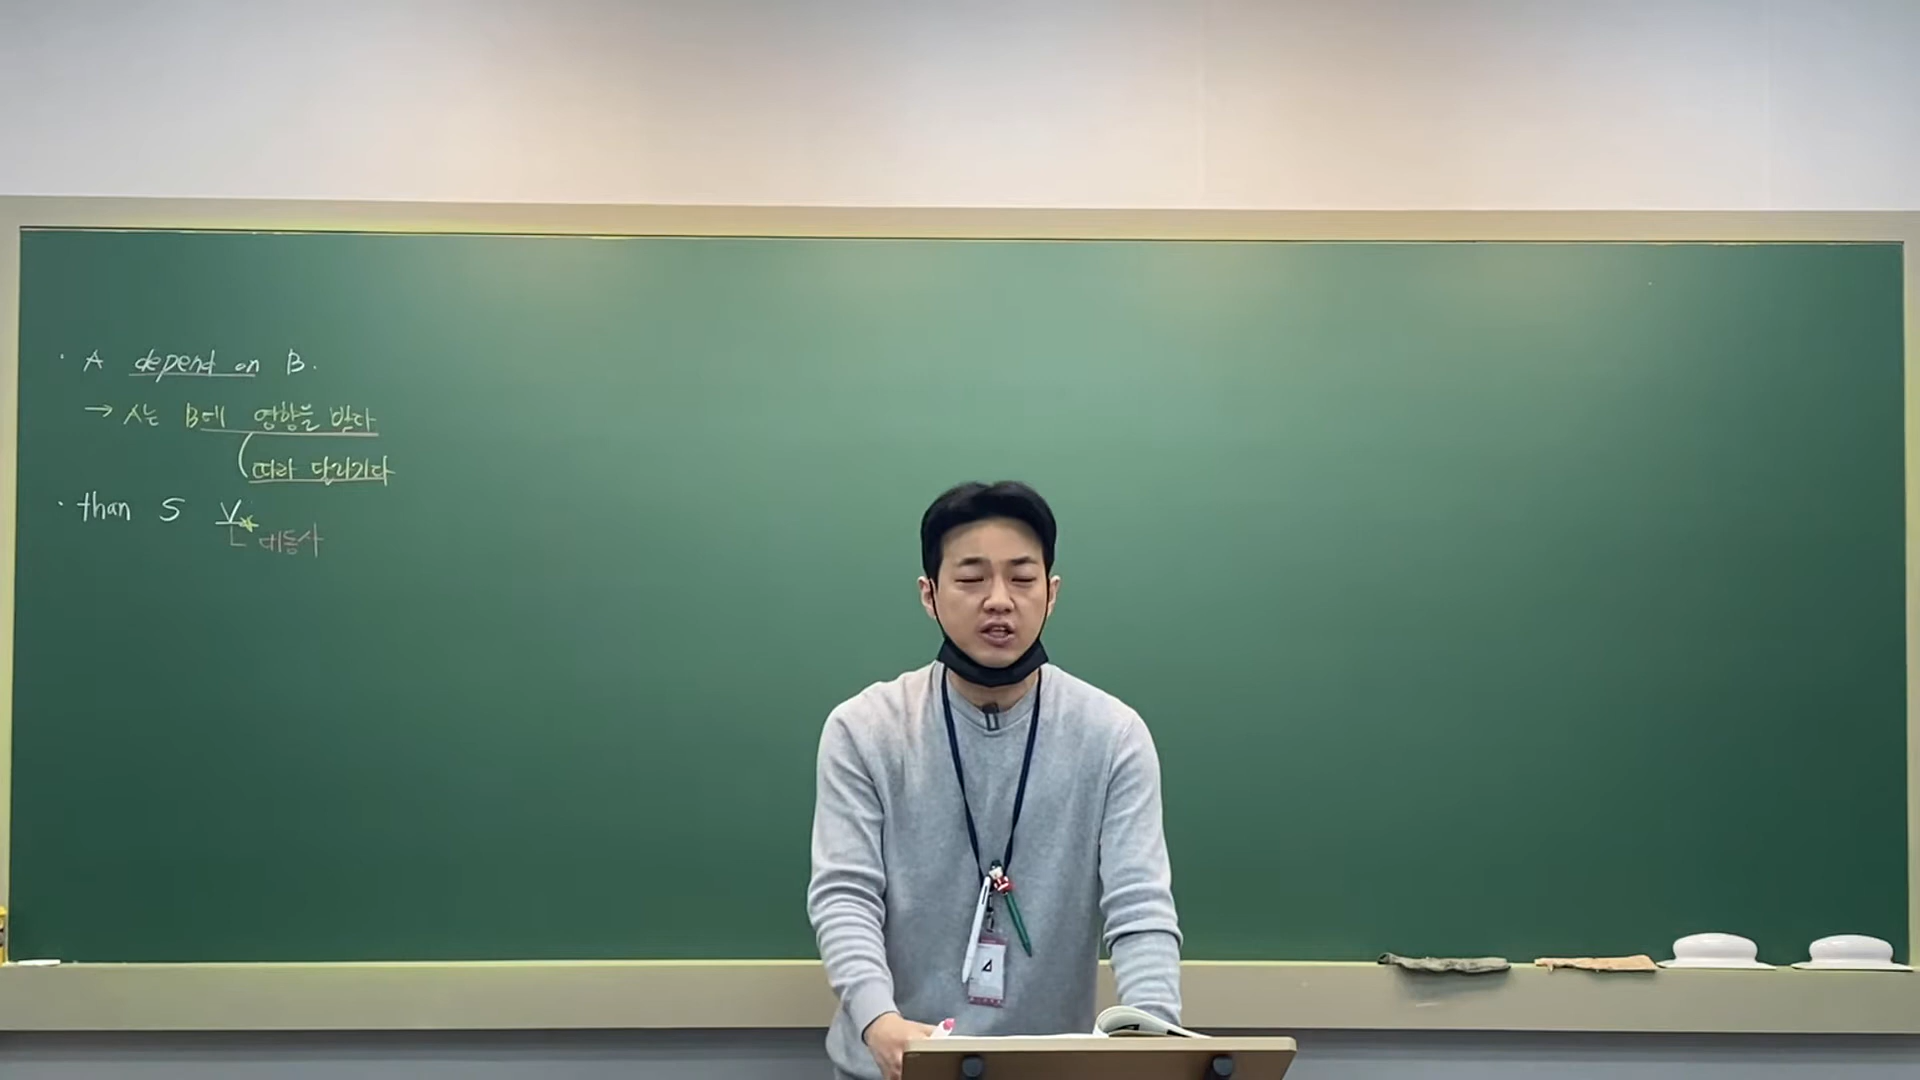 · A depend on B.
→ A는 B에 영향을 받다
(따라 달라지다
· than S V
ㄴ 대동사